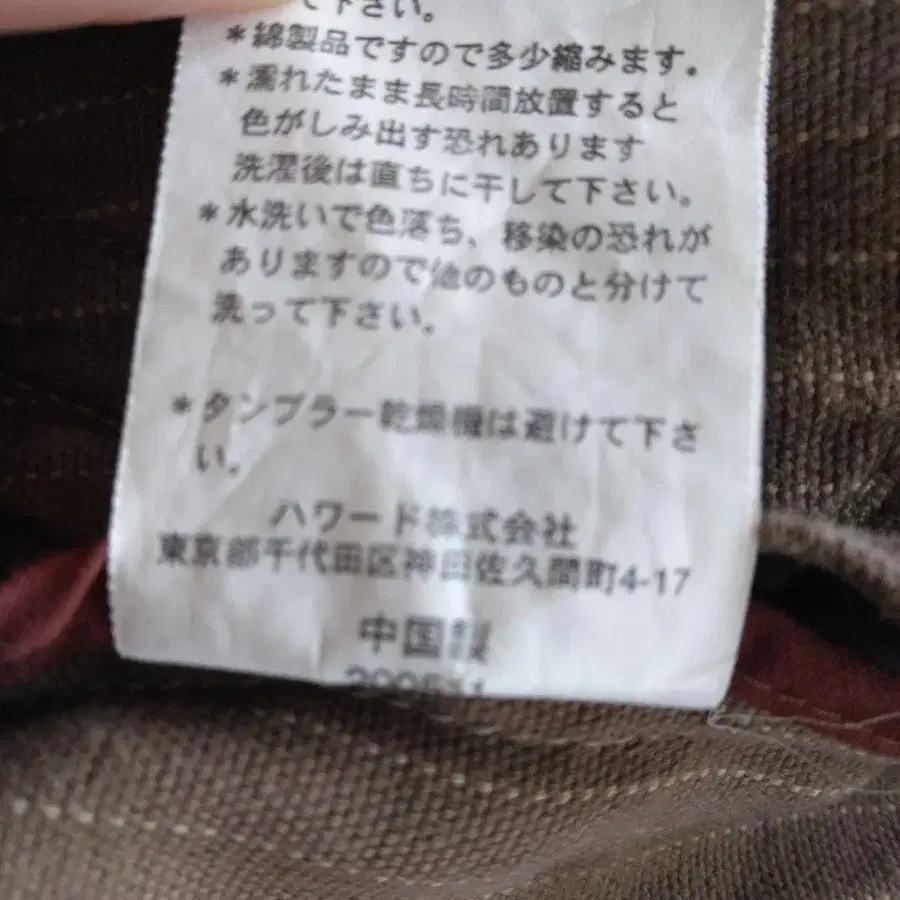 て下さい。
*綿製品ですので多少縮みます。
*濡れたまま長時間放置すると
色がしみ出す恐れあります
洗濯後は直ちに干して下さい。
*水洗いで色落ち、移染の恐れが
ありますので他のものと分けて
洗って下さい。
*タンブラー乾燥機は避けて下さ
い。
ハワード株式会社
東京都千代田区神田佐久間町4-17
中国製